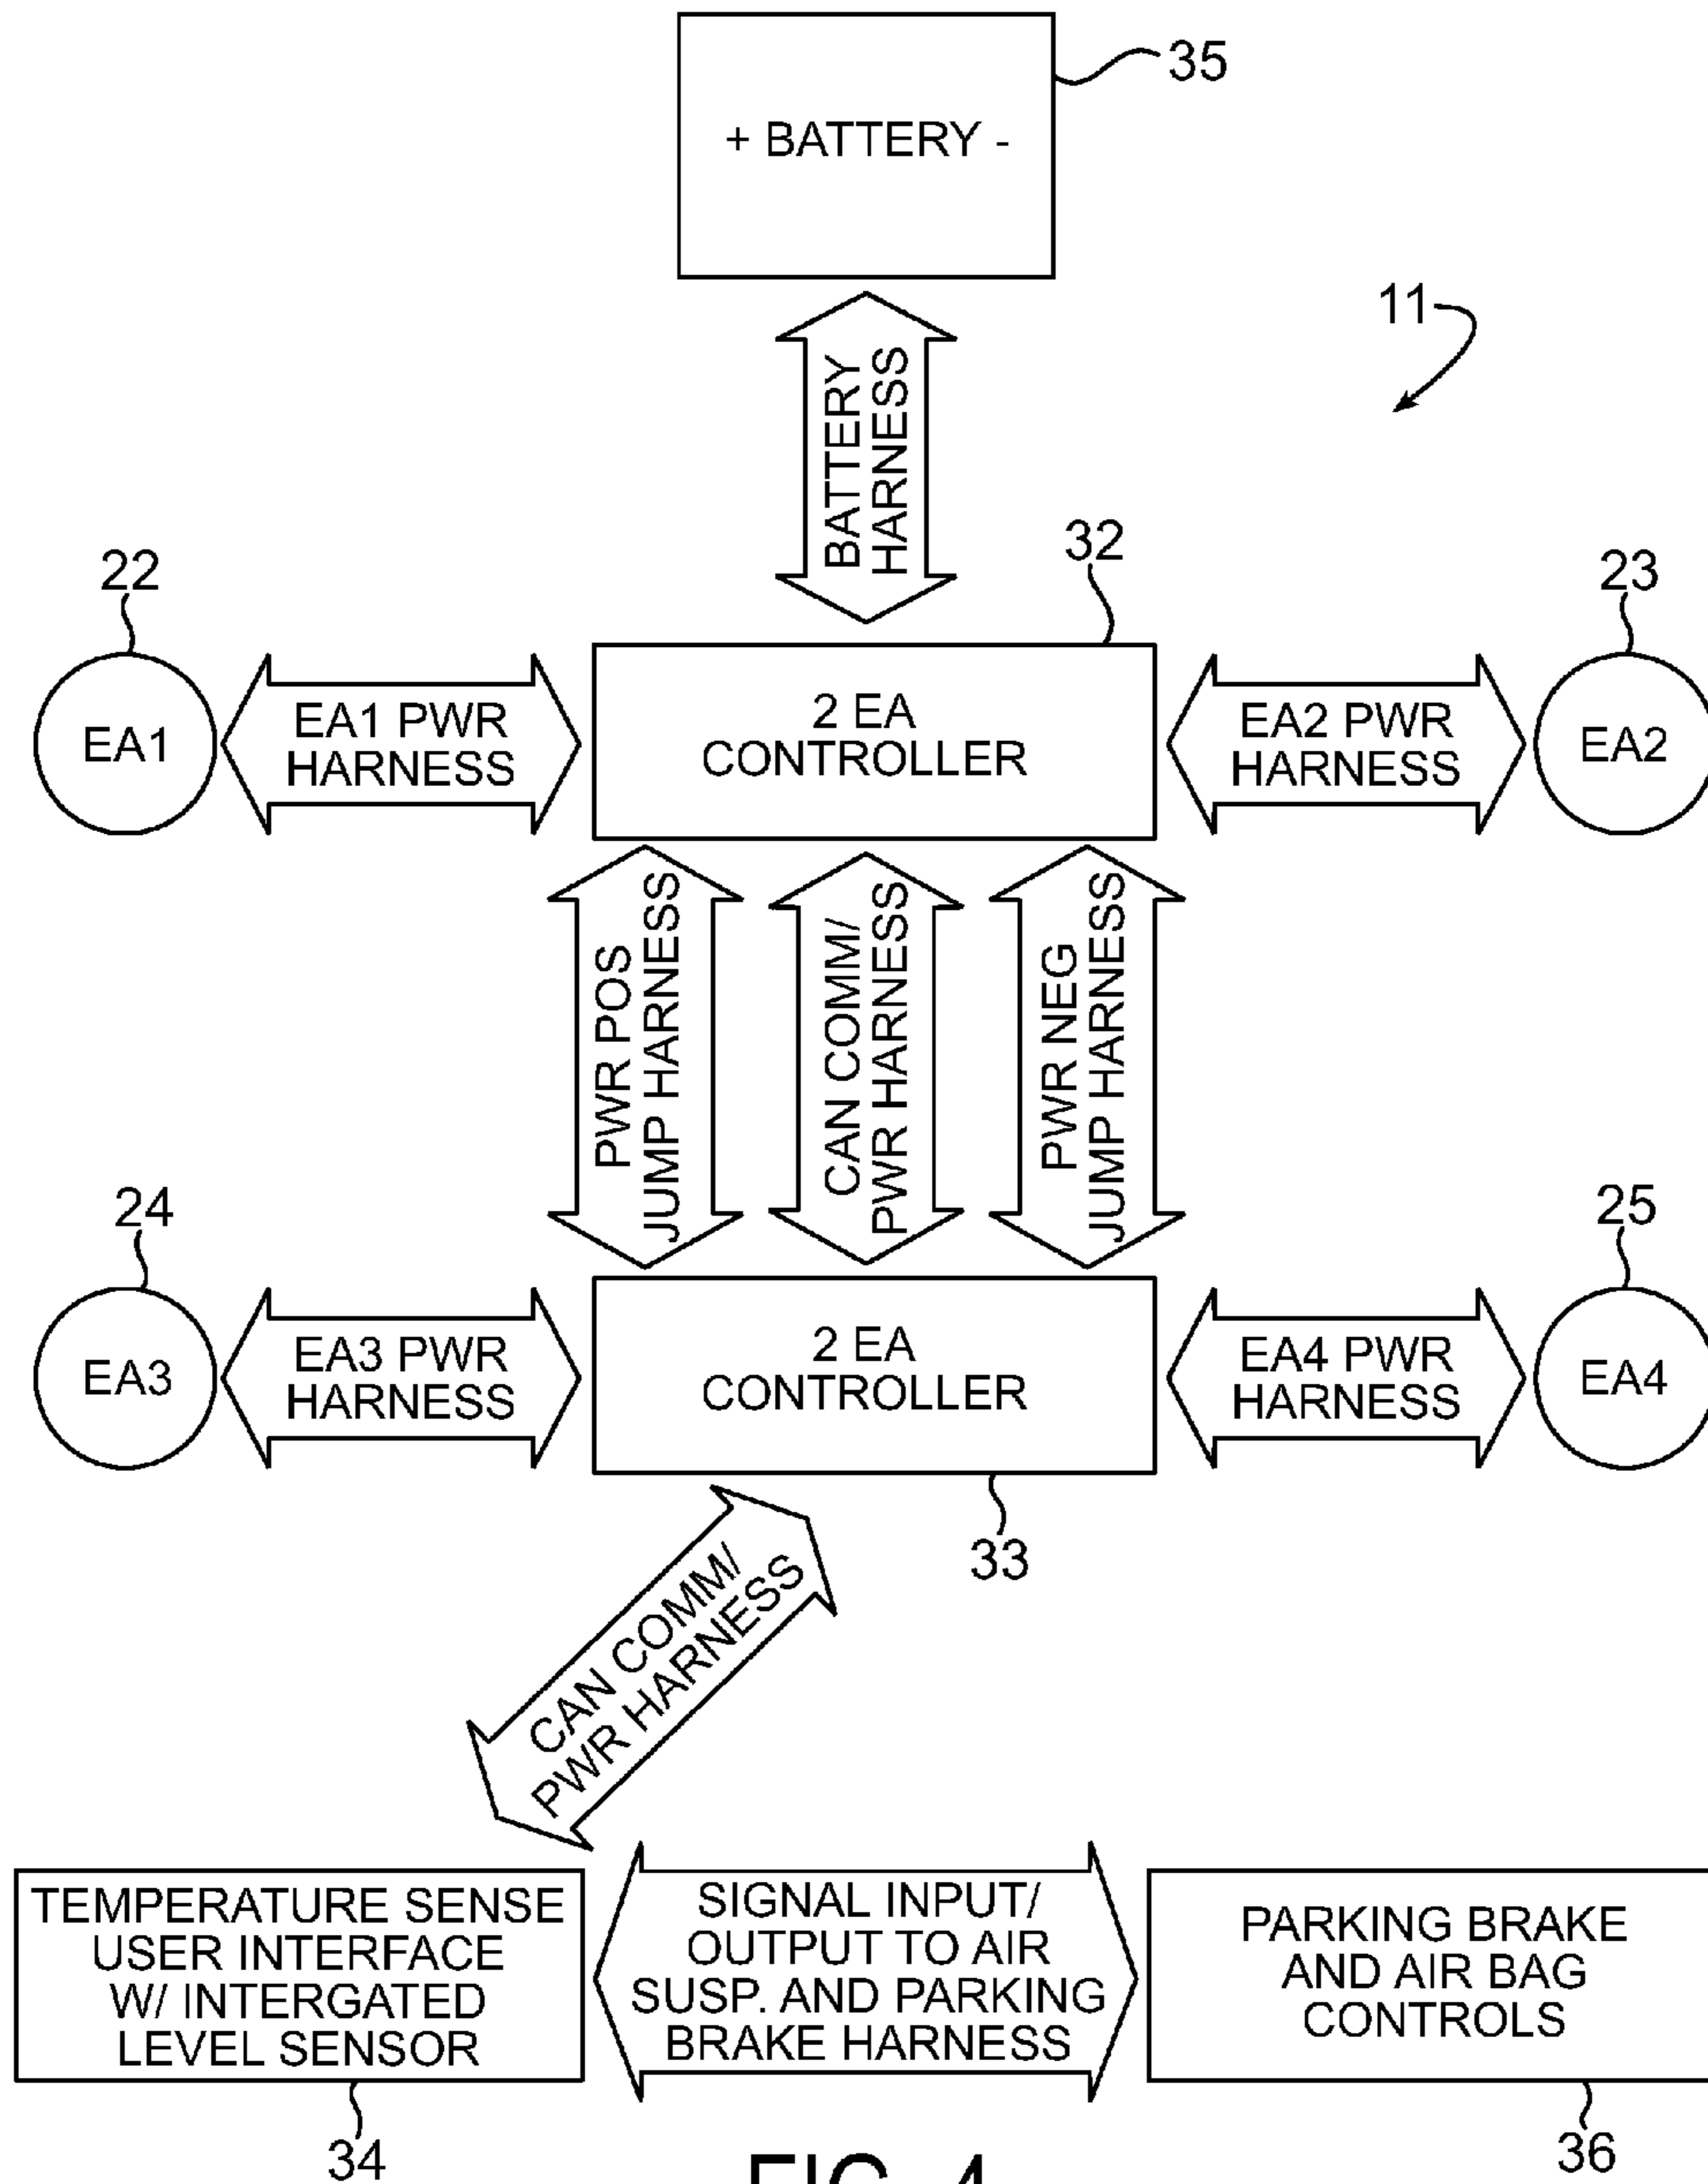 35
+ BATTERY -
11
BATTERY
HARNESS
32
22
23
EA1
EA1 PWR
HARNESS
2 EA
CONTROLLER
EA2 PWR
HARNESS
EA2
PWR POS
JUMP HARNESS
CAN COMM/
PWR HARNESS
PWR NEG
JUMP HARNESS
24
25
EA3
EA3 PWR
HARNESS
2 EA
CONTROLLER
EA4 PWR
HARNESS
EA4
33
CAN COMM/
PWR HARNESS
TEMPERATURE SENSE
USER INTERFACE
W/ INTERGATED
LEVEL SENSOR
SIGNAL INPUT/
OUTPUT TO AIR
SUSP. AND PARKING
BRAKE HARNESS
PARKING BRAKE
AND AIR BAG
CONTROLS
34
36
FIG. 4